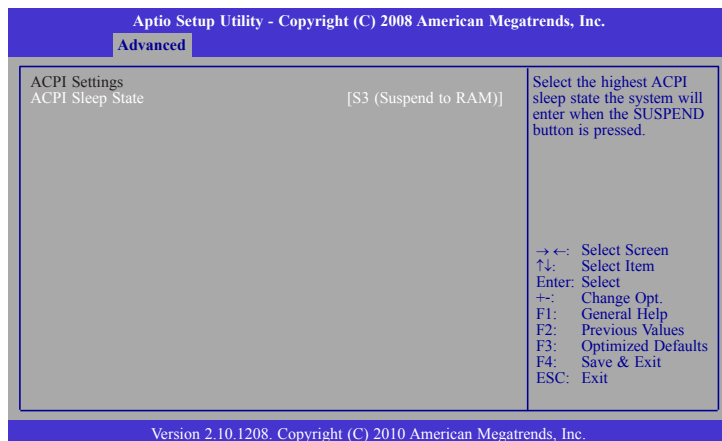 Aptio Setup Utility - Copyright (C) 2008 American Megatrends, Inc.
Advanced
ACPI Settings
ACPI Sleep State [S3 (Suspend to RAM)]
Select the highest ACPI
sleep state the system will
enter when the SUSPEND
button is pressed.
→←: Select Screen
↑↓: Select Item
Enter: Select
+-: Change Opt.
F1: General Help
F2: Previous Values
F3: Optimized Defaults
F4: Save & Exit
ESC: Exit
Version 2.10.1208. Copyright (C) 2010 American Megatrends, Inc.